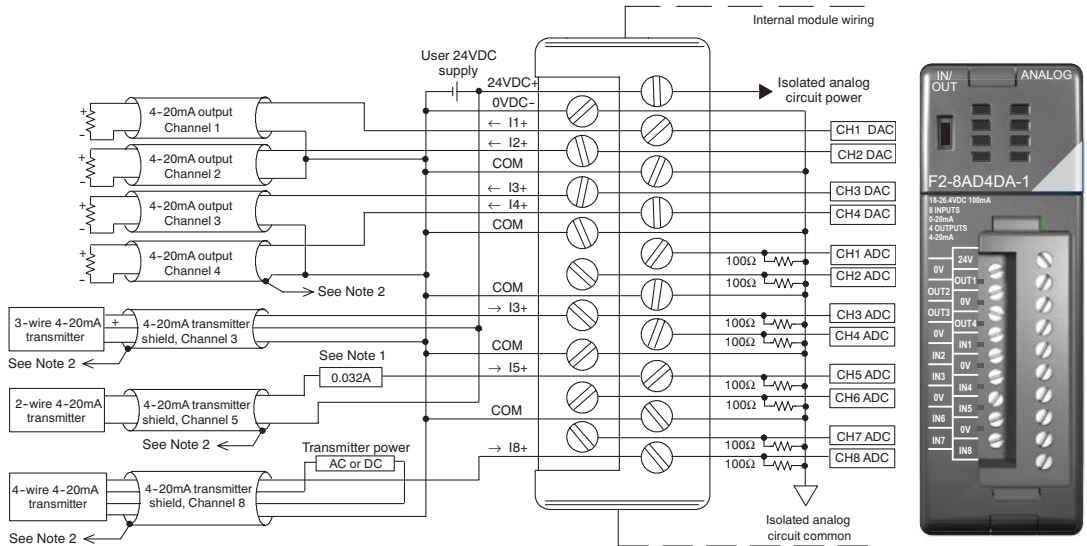 Internal module wiring
User 24VDC
supply
24VDC+
0VDC-
Isolated analog
circuit power
+
-
4-20mA output
Channel 1
← I1+
CH1 DAC
← I2+
CH2 DAC
+
-
4-20mA output
Channel 2
COM
← I3+
CH3 DAC
+
-
4-20mA output
Channel 3
← I4+
CH4 DAC
COM
+
-
4-20mA output
Channel 4
See Note 2
100Ω
CH1 ADC
100Ω
CH2 ADC
COM
→ I3+
100Ω
CH3 ADC
3-wire 4-20mA
transmitter
+
4-20mA transmitter
shield, Channel 3
100Ω
CH4 ADC
COM
See Note 2
See Note 1
0.032A
→ I5+
100Ω
CH5 ADC
100Ω
CH6 ADC
2-wire 4-20mA
transmitter
4-20mA transmitter
shield, Channel 5
COM
See Note 2
100Ω
CH7 ADC
Transmitter power
AC or DC
→ I8+
100Ω
CH8 ADC
4-wire 4-20mA
transmitter
4-20mA transmitter
shield, Channel 8
See Note 2
Isolated analog
circuit common
IN/
OUT
ANALOG
F2-8AD4DA-1
18-26.4VDC 100mA
8 INPUTS
0-20mA
4 OUTPUTS
4-20mA
24V
0V
OUT1
OUT2
0V
OUT3
OUT4
0V
IN1
IN2
0V
IN3
IN4
0V
IN5
IN6
0V
IN7
IN8